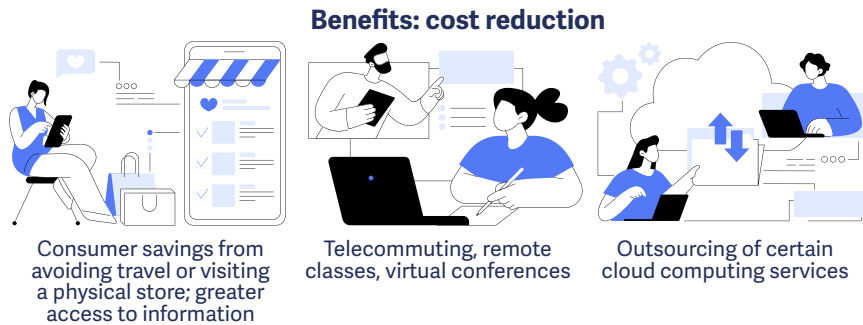 Benefits: cost reduction
Consumer savings from
avoiding travel or visiting
a physical store; greater
access to information
Telecommuting, remote
classes, virtual conferences
Outsourcing of certain
cloud computing services